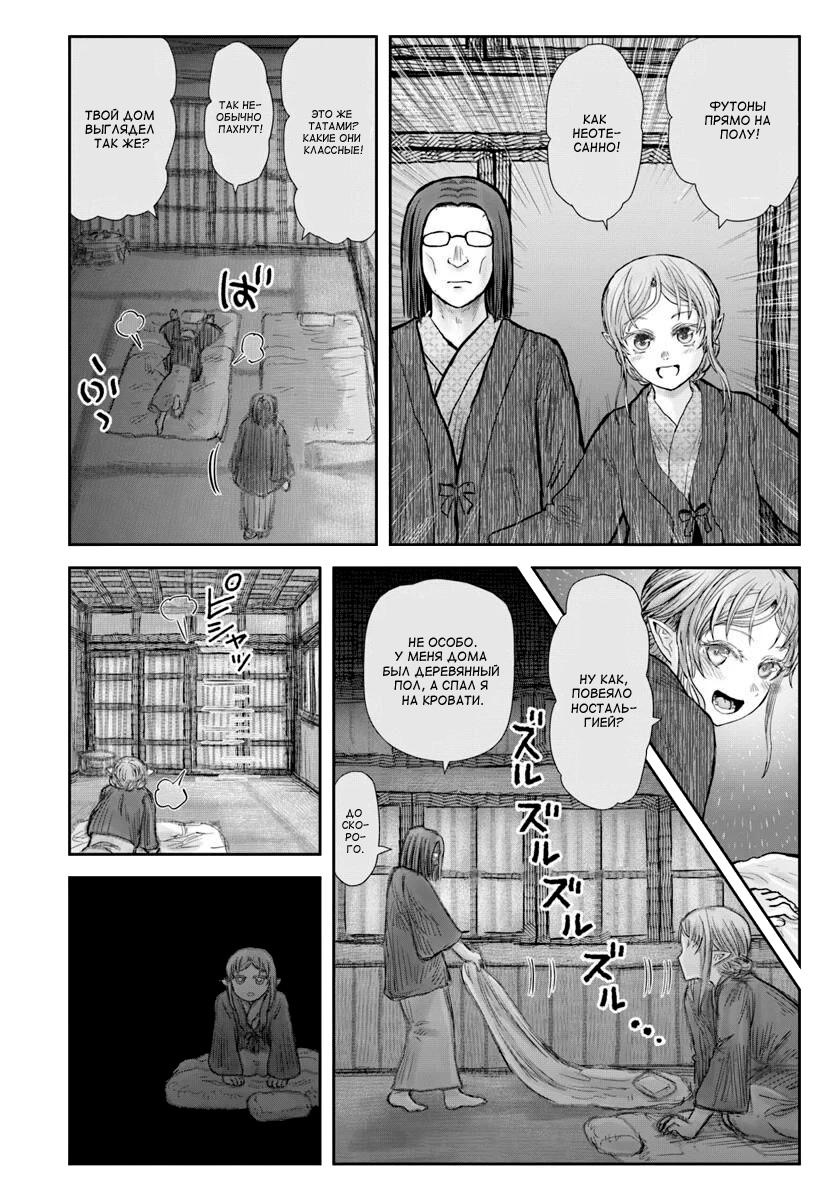 ФУТОНЫ
ПРЯМО НА
ПОЛУ!
КАК
НЕОТЕ-
САННО!
ЭТО ЖЕ
ТАТАМИ?
КАКИЕ ОНИ
КЛАССНЫЕ!
ТАК НЕ-
ОБЫЧНО
ПАХНУТ!
ТВОЙ ДОМ
ВЫГЛЯДЕЛ
ТАК ЖЕ?
ばふっ
НУ КАК,
ПОВЕЯЛО
НОСТАЛЬ-
ГИЕЙ?
НЕ ОСОБО.
У МЕНЯ ДОМА
БЫЛ ДЕРЕВЯННЫЙ
ПОЛ, А СПАЛ Я
НА КРОВАТИ.
ズルズルズルズル...
ДО
СКО-
РО-
ГО.
ピシャッ